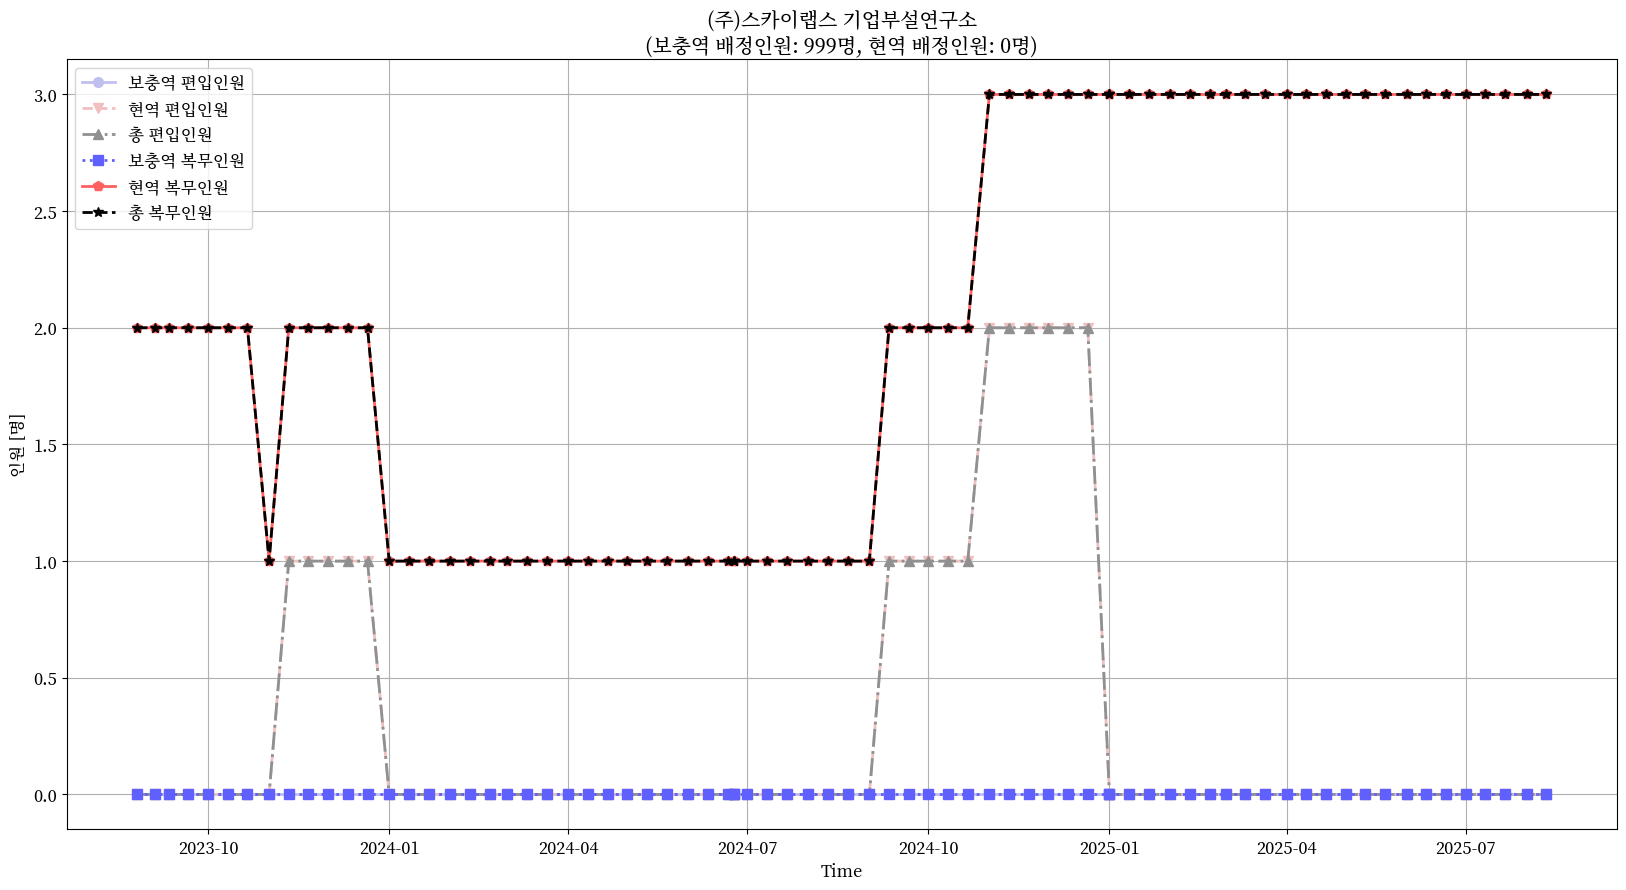 (주)스카이랩스 기업부설연구소
(보충역 배정인원: 999명, 현역 배정인원: 0명)
보충역 편입인원
현역 편입인원
총 편입인원
보충역 복무인원
현역 복무인원
총 복무인원
인원 [명]
3.0
2.5
2.0
1.5
1.0
0.5
0.0
2023-10
2024-01
2024-04
2024-07
2024-10
2025-01
2025-04
2025-07
Time